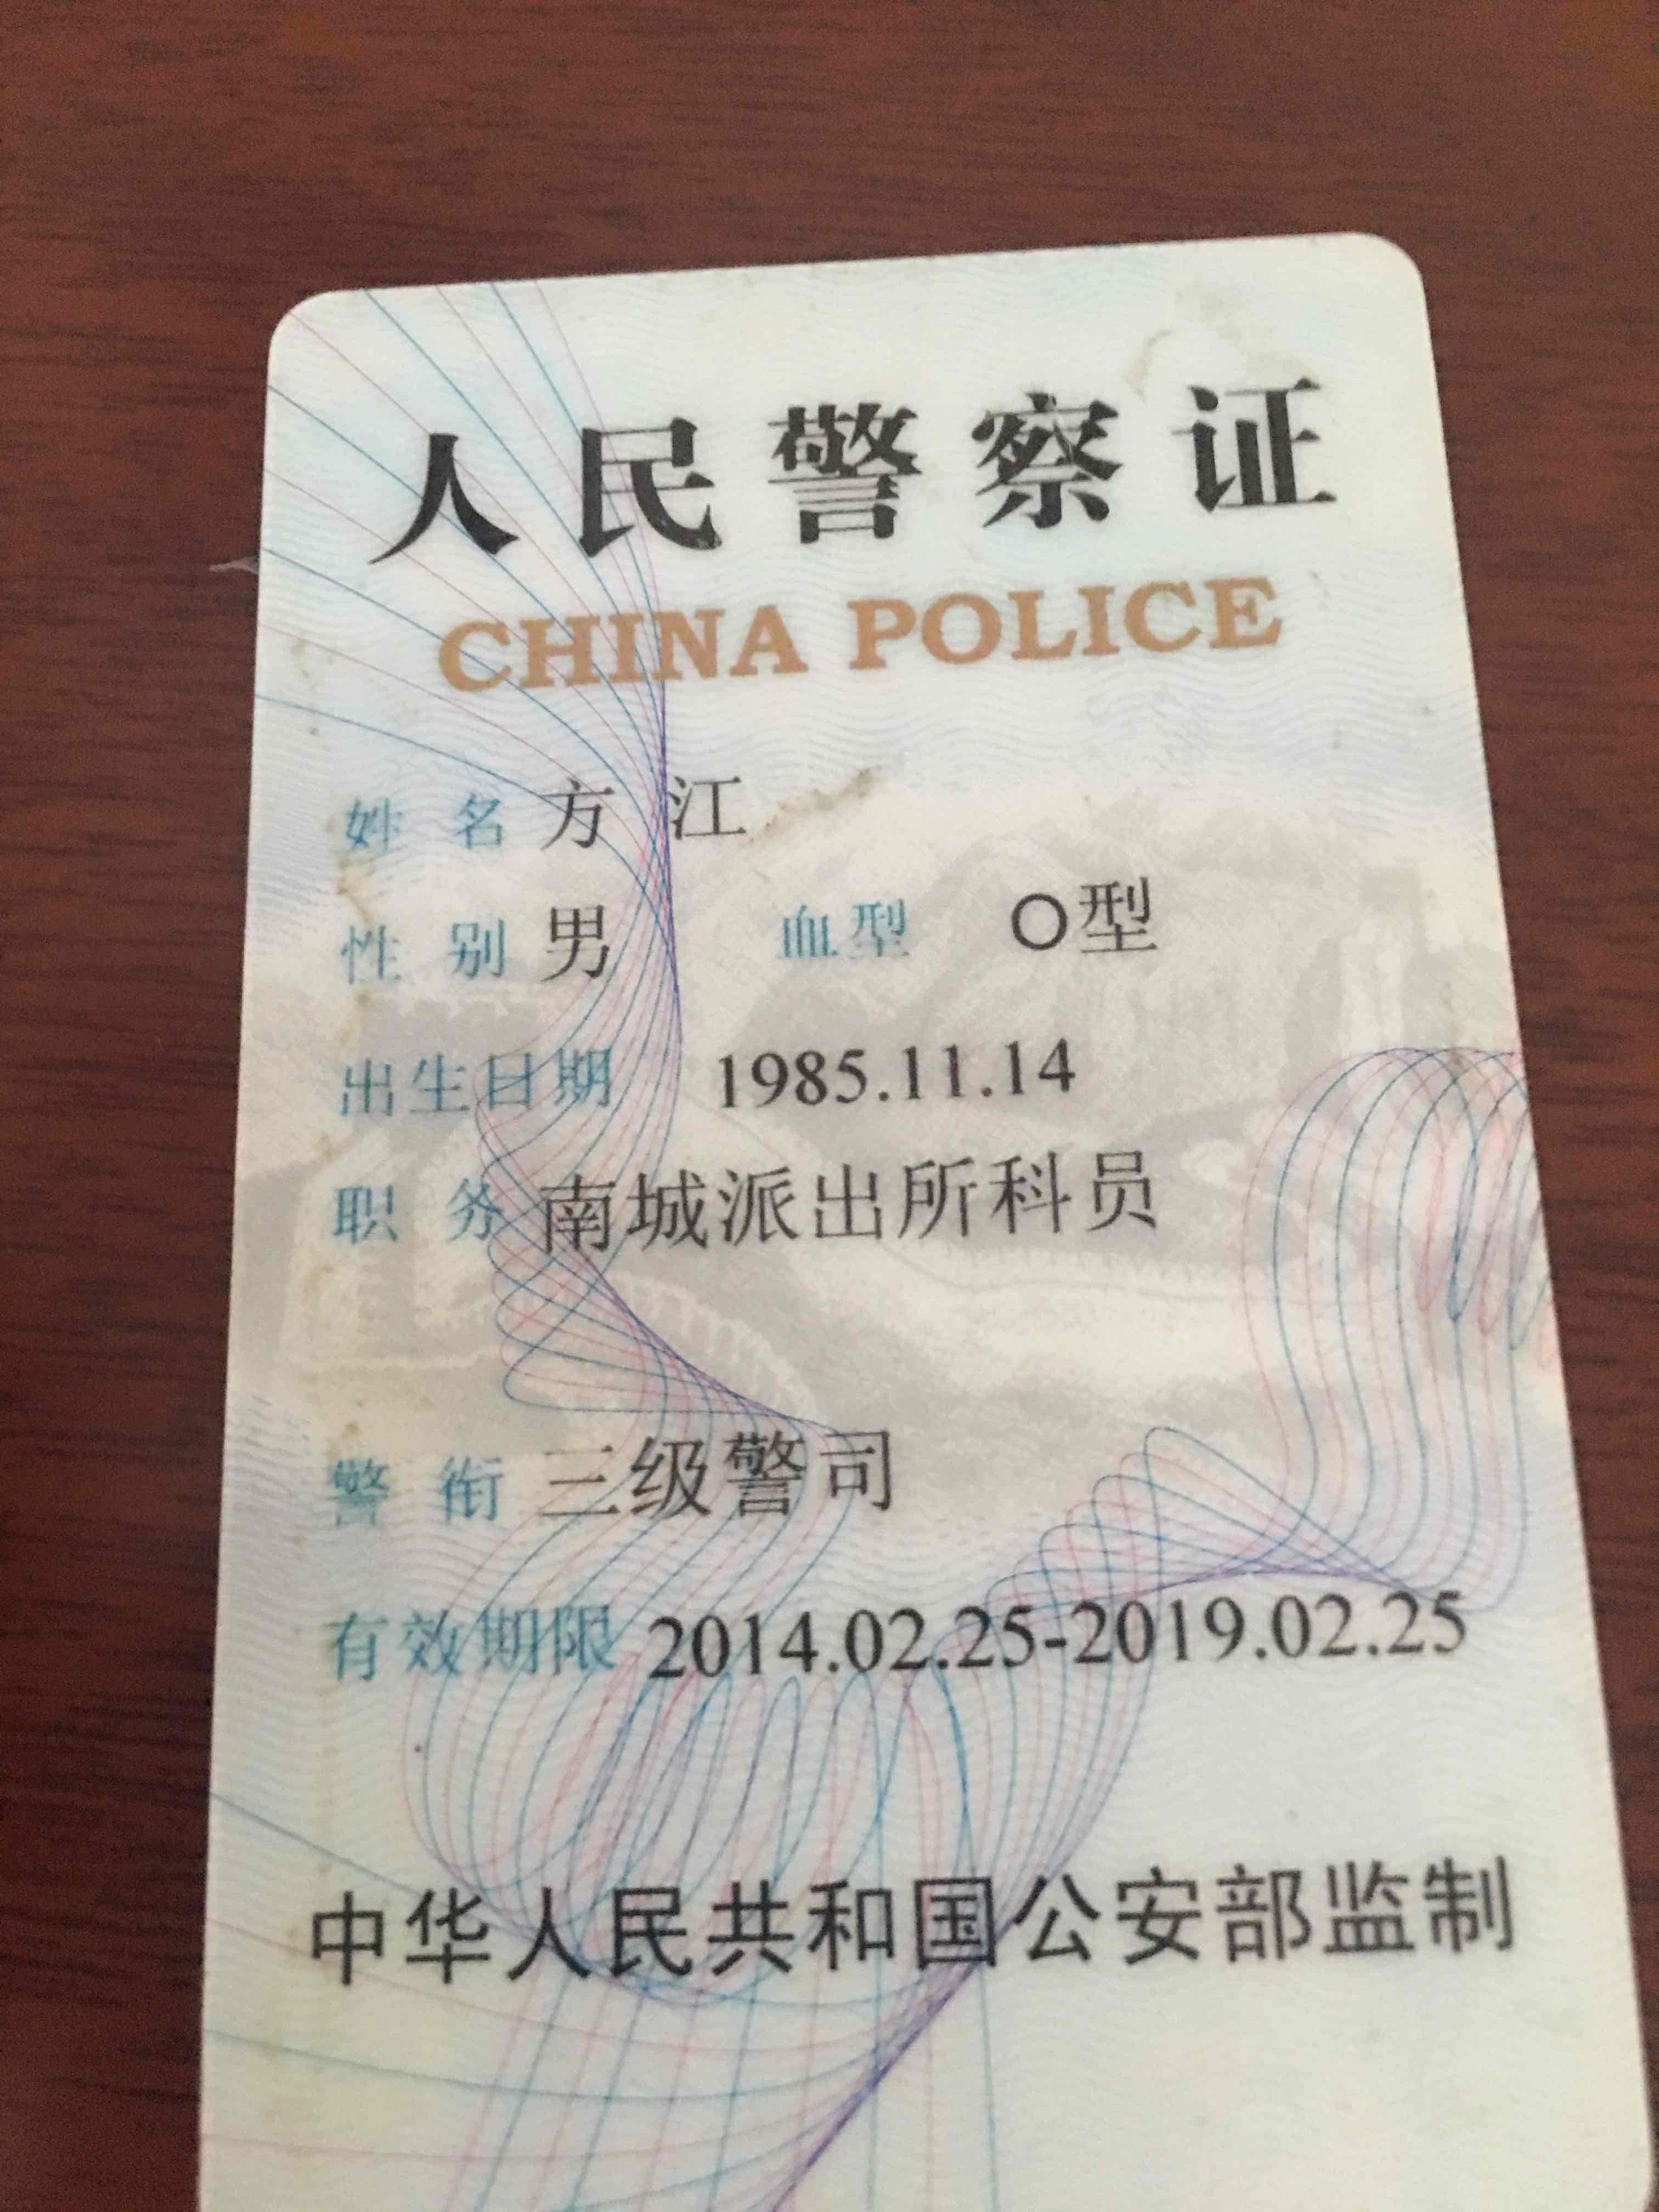 人民警察证
CHINA POLICE
姓名 方江
性别 男 血型 O型
出生日期 1985.11.14
职务 南城派出所科员
警衔 三级警司
有效期限 2014.02.25-2019.02.25
中华人民共和国公安部监制